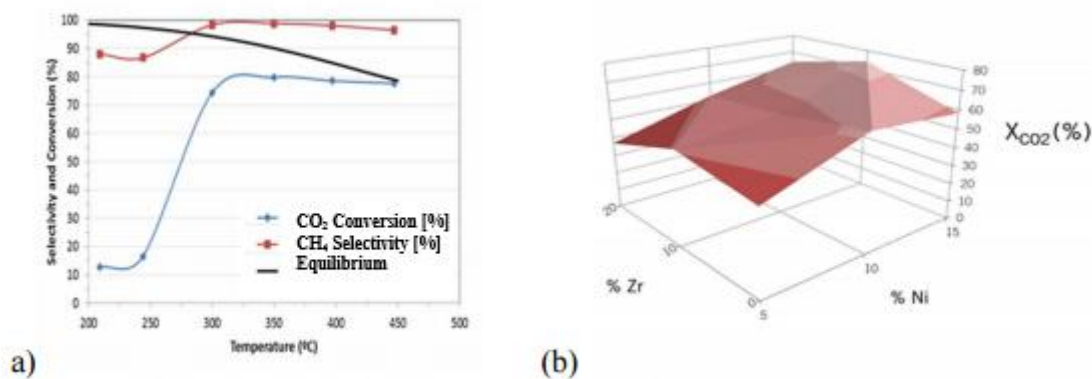 100
90
80
70
60
50
40
30
20
10
0
Selectivity and Conversion (%)
CO₂ Conversion [%]
CH₄ Selectivity [%]
Equilibrium
200 250 300 350 400 450 500
Temperature (ºC)
a)
80
70
60
50
40
30
20
10
0
X_CO2 (%)
20
10
0
% Zr
5
10
15
% Ni
(b)